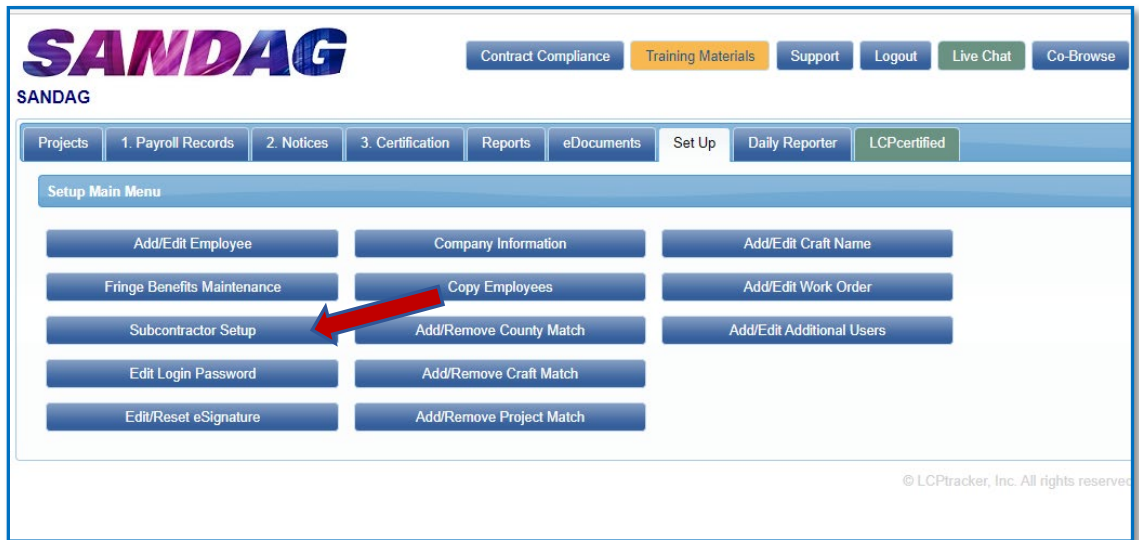 SANDAG
Contract Compliance Training Materials Support Logout Live Chat Co-Browse
SANDAG
Projects 1. Payroll Records 2. Notices 3. Certification Reports eDocuments Set Up Daily Reporter LCPcertified
Setup Main Menu
Add/Edit Employee Company Information Add/Edit Craft Name
Fringe Benefits Maintenance Copy Employees Add/Edit Work Order
Subcontractor Setup Add/Remove County Match Add/Edit Additional Users
Edit Login Password Add/Remove Craft Match
Edit/Reset eSignature Add/Remove Project Match
© LCPtracker, Inc. All rights reserved